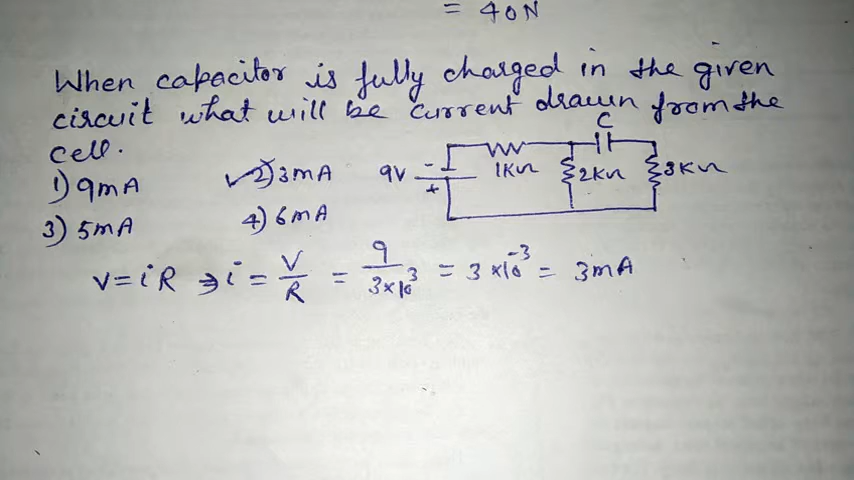 = 40N
When capacitor is fully charged in the given
circuit what will be current drawn from the
cell.
1) 9mA
✓2) 3mA
3) 5mA
4) 6mA
9V
-
+
1KΩ
2KΩ
C
3KΩ
V = iR ⇒ i = V/R = 9/3×10³ = 3×10⁻³ = 3mA